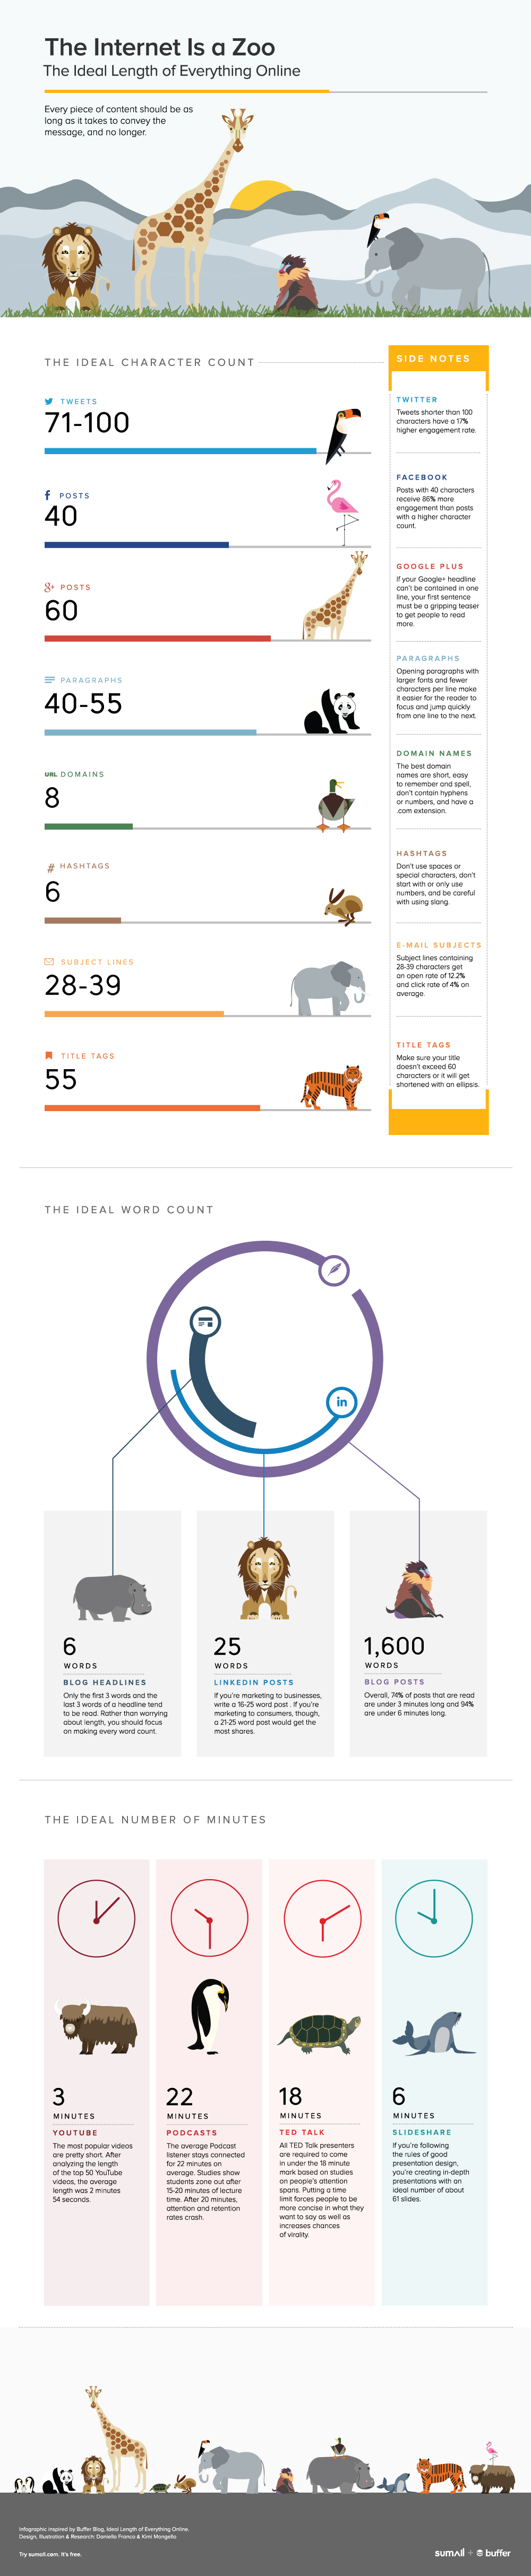 The Internet Is a Zoo
The Ideal Length of Everything Online
Every piece of content should be as
long as it takes to convey the
message, and no longer.
THE IDEAL CHARACTER COUNT
TWEETS
71-100
f POSTS
40
g+ POSTS
60
PARAGRAPHS
40-55
URL DOMAINS
8
# HASHTAGS
6
SUBJECT LINES
28-39
TITLE TAGS
55
SIDE NOTES
TWITTER
Tweets shorter than 100
characters have a 17%
higher engagement rate.
FACEBOOK
Posts with 40 characters
receive 86% more
engagement than posts
with a higher character
count.
GOOGLE PLUS
If your Google+ headline
can't be contained in one
line, your first sentence
must be a gripping teaser
to get people to read
more.
PARAGRAPHS
Opening paragraphs with
larger fonts and fewer
characters per line make
it easier for the reader to
focus and jump quickly
from one line to the next.
DOMAIN NAMES
The best domain
names are short, easy
to remember and spell,
don't contain hyphens
or numbers, and have a
.com extension.
HASHTAGS
Don't use spaces or
special characters, don't
start with or only use
numbers, and be careful
with using slang.
E-MAIL SUBJECTS
Subject lines containing
28-39 characters get
an open rate of 12.2%
and click rate of 4% on
average.
TITLE TAGS
Make sure your title
doesn't exceed 60
characters or it will get
shortened with an ellipsis.
THE IDEAL WORD COUNT
in
6
WORDS
BLOG HEADLINES
Only the first 3 words and the
last 3 words of a headline tend
to be read. Rather than worrying
about length, you should focus
on making every word count.
25
WORDS
LINKEDIN POSTS
If you're marketing to businesses,
write a 16-25 word post . If you're
marketing to consumers, though,
a 21-25 word post would get the
most shares.
1,600
WORDS
BLOG POSTS
Overall, 74% of posts that are read
are under 3 minutes long and 94%
are under 6 minutes long.
THE IDEAL NUMBER OF MINUTES
3
MINUTES
YOUTUBE
The most popular videos
are pretty short. After
analyzing the length
of the top 50 YouTube
videos, the average
length was 2 minutes
54 seconds.
22
MINUTES
PODCASTS
The average Podcast
listener stays connected
for 22 minutes on
average. Studies show
students zone out after
15-20 minutes of lecture
time. After 20 minutes,
attention and retention
rates crash.
18
MINUTES
TED TALK
All TED Talk presenters
are required to come
in under the 18 minute
mark based on studies
on people's attention
spans. Putting a time
limit forces people to be
more concise in what they
want to say as well as
increases chances
of virality.
6
MINUTES
SLIDESHARE
If you're following
the rules of good
presentation design,
you're creating in-depth
presentations with an
ideal number of about
61 slides.
Infographic inspired by Buffer Blog, Ideal Length of Everything Online.
Design, Illustration & Research: Daniella Franco & Kimi Mongello
Try sumall.com. It's free.
sumall + buffer